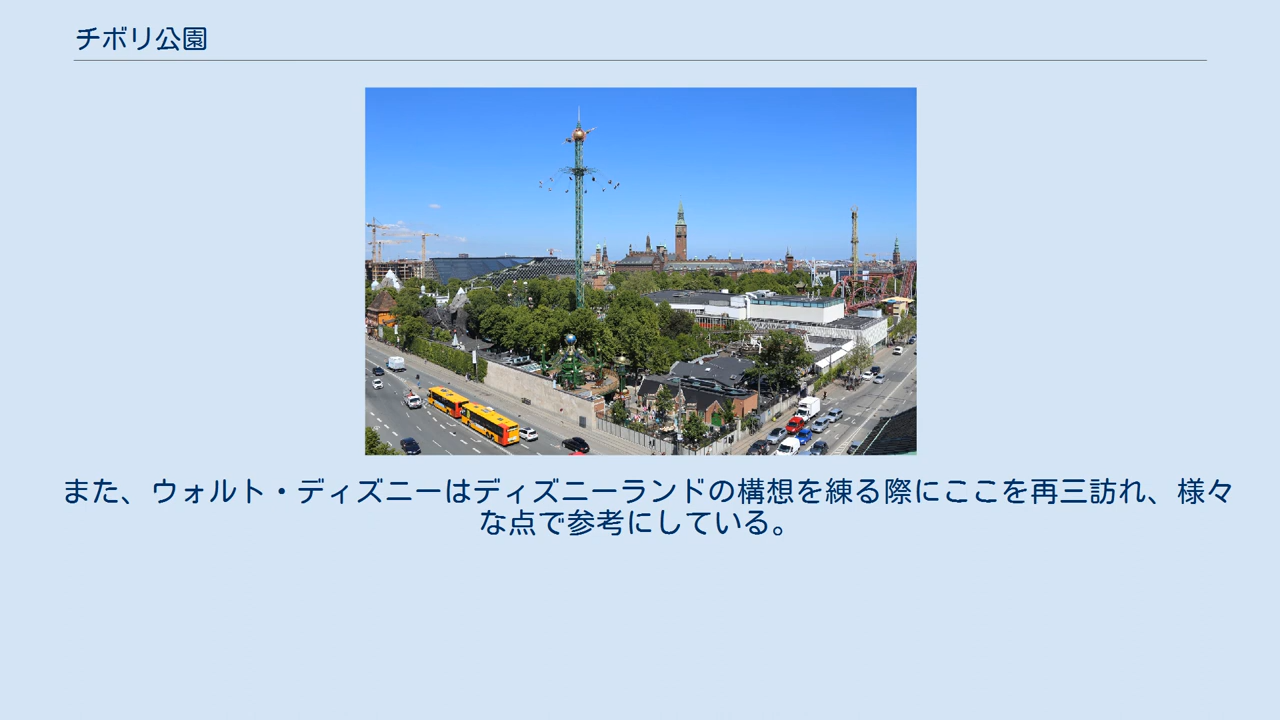 チボリ公園
また、ウォルト・ディズニーはディズニーランドの構想を練る際にここを再三訪れ、様々
な点で参考にしている。